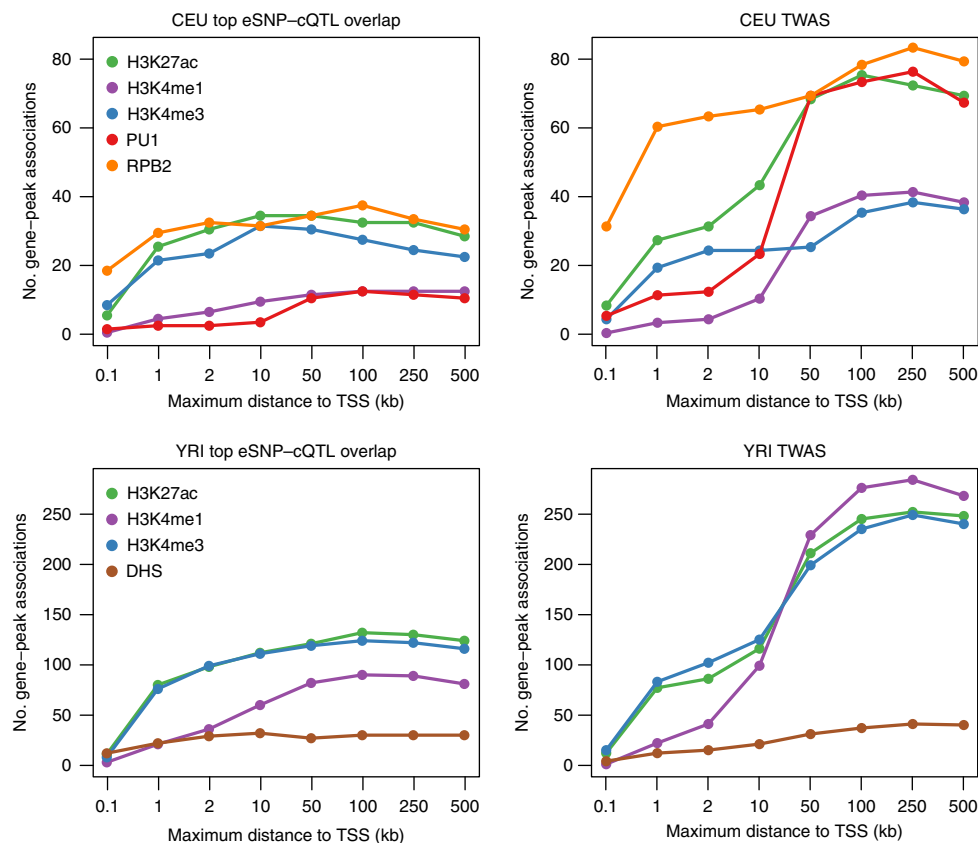 CEU top eSNP–cQTL overlap
No. gene–peak associations
80
60
40
20
0
H3K27ac
H3K4me1
H3K4me3
PU1
RPB2
0.1 1 2 10 50 100 250 500
Maximum distance to TSS (kb)
CEU TWAS
No. gene–peak associations
80
60
40
20
0
0.1 1 2 10 50 100 250 500
Maximum distance to TSS (kb)
YRI top eSNP–cQTL overlap
No. gene–peak associations
250
200
150
100
50
0
H3K27ac
H3K4me1
H3K4me3
DHS
0.1 1 2 10 50 100 250 500
Maximum distance to TSS (kb)
YRI TWAS
No. gene–peak associations
250
200
150
100
50
0
0.1 1 2 10 50 100 250 500
Maximum distance to TSS (kb)